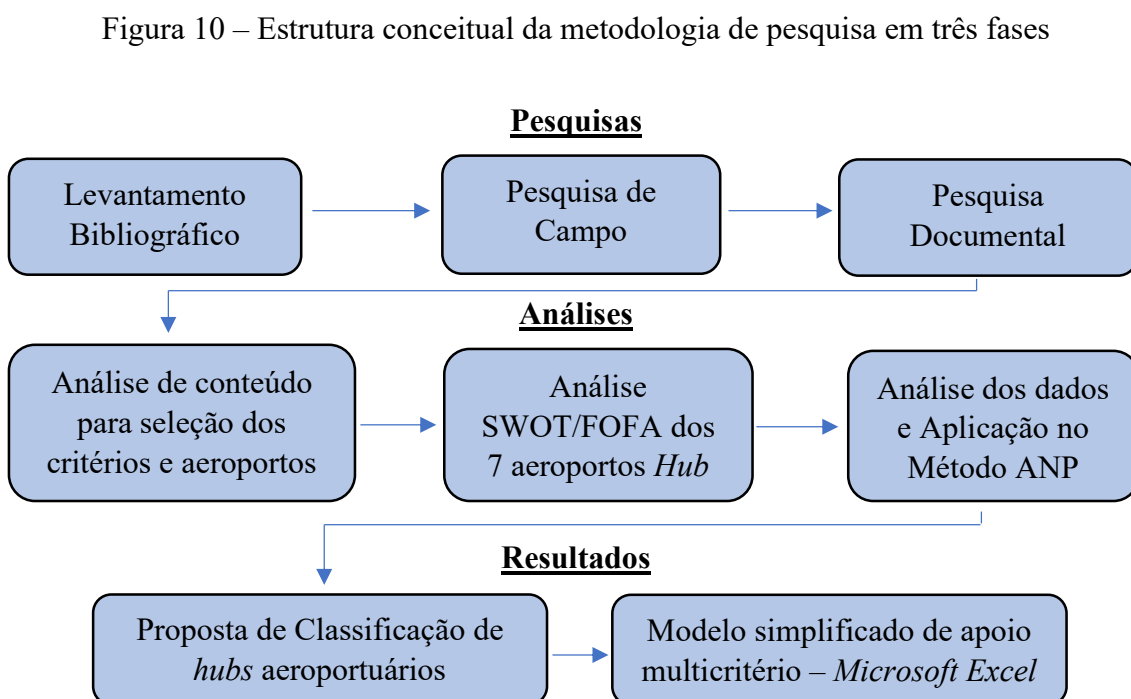 Figura 10 – Estrutura conceitual da metodologia de pesquisa em três fases
Pesquisas
Levantamento
Bibliográfico
Pesquisa de
Campo
Pesquisa
Documental
Análises
Análise de conteúdo
para seleção dos
critérios e aeroportos
Análise
SWOT/FOFA dos
7 aeroportos Hub
Análise dos dados
e Aplicação no
Método ANP
Resultados
Proposta de Classificação de
hubs aeroportuários
Modelo simplificado de apoio
multicritério – Microsoft Excel